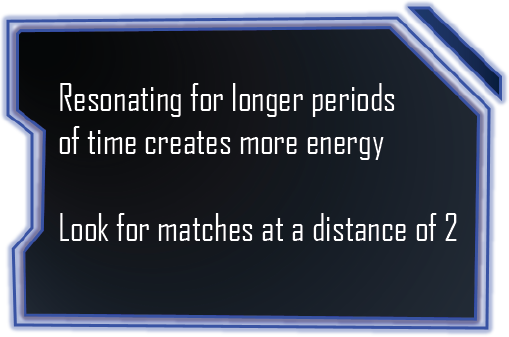 Resonating for longer periods
of time creates more energy
Look for matches at a distance of 2